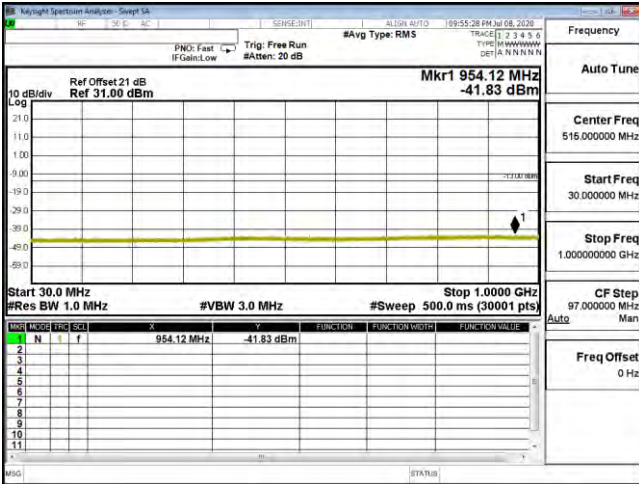 Keysight Spectrum Analyzer - Swept SA
RF 50 Ω AC SENSE:INT ALIGN AUTO 09:55:28 PM Jul 08, 2020
#Avg Type: RMS
TRACE 1 2 3 4 5 6
TYPE M WWWWW
DET A N N N N N
PNO: Fast
IFGain:Low
Trig: Free Run
#Atten: 20 dB
Mkr1 954.12 MHz
-41.83 dBm
Ref Offset 21 dB
10 dB/div Ref 31.00 dBm
Log
21.0
11.0
1.00
-9.00
-13.00 dBm
-19.0
-29.0
1
-39.0
-49.0
-59.0
Start 30.0 MHz Stop 1.0000 GHz
#Res BW 1.0 MHz #VBW 3.0 MHz #Sweep 500.0 ms (30001 pts)
MKR MODE TRC SCL X Y FUNCTION FUNCTION WIDTH FUNCTION VALUE
1 N 1 f 954.12 MHz -41.83 dBm
2
3
4
5
6
7
8
9
10
11
MSG STATUS
Frequency
Auto Tune
Center Freq
515.000000 MHz
Start Freq
30.000000 MHz
Stop Freq
1.000000000 GHz
CF Step
97.000000 MHz
Auto Man
Freq Offset
0 Hz